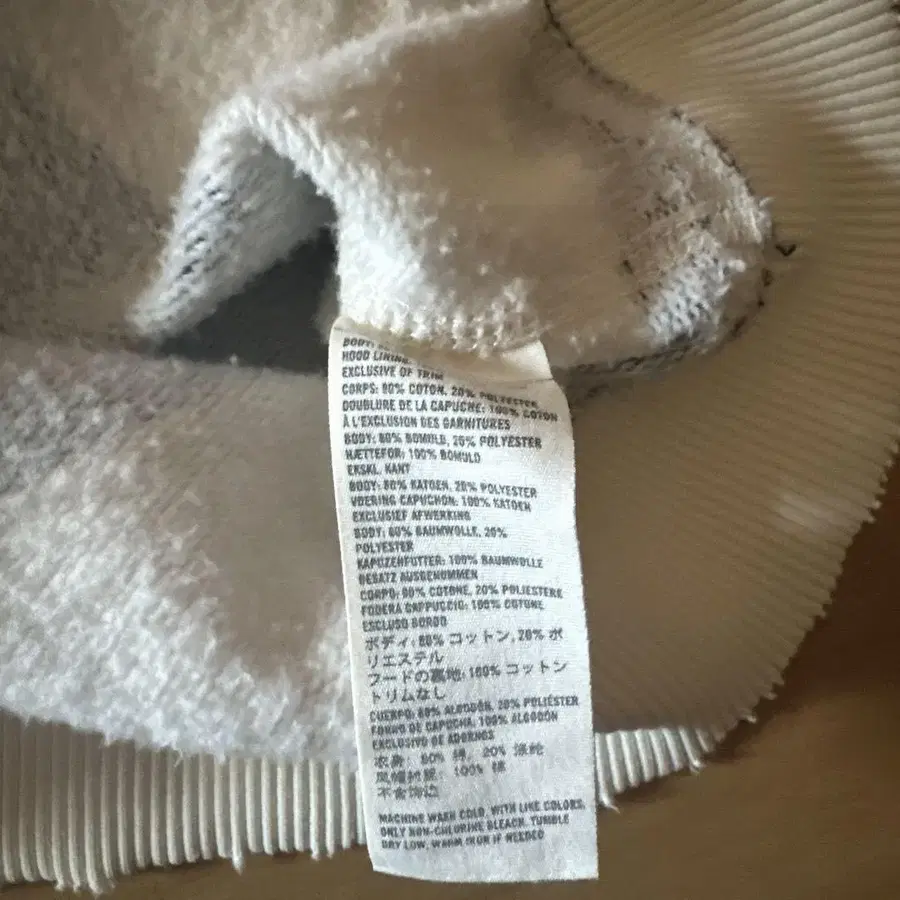 BODY:
HOOD LINING:
EXCLUSIVE OF TRIM
CORPS: 80% COTON, 20% POLYESTER
DOUBLURE DE LA CAPUCHE: 100% COTON
À L'EXCLUSION DES GARNITURES
BODY: 80% BOMULD, 20% POLYESTER
HÆTTEFOR: 100% BOMULD
EKSKL. KANT
BODY: 80% KATOEN, 20% POLYESTER
VOERING CAPUCHON: 100% KATOEN
EXCLUSIEF AFWERKING
BODY: 80% BAUMWOLLE, 20%
POLYESTER
KAPUZENFUTTER: 100% BAUMWOLLE
BESATZ AUSGENOMMEN
CORPO: 80% COTONE, 20% POLIESTERE
FODERA CAPPUCCIO: 100% COTONE
ESCLUSO BORDO
ボディ: 80% コットン, 20% ポ
リエステル
フードの裏地: 100% コットン
トリムなし
CUERPO: 80% ALGODÓN, 20% POLIÉSTER
FORRO DE CAPUCHA: 100% ALGODÓN
EXCLUSIVO DE ADORNOS
衣身: 80% 棉, 20% 涤纶
风帽衬里: 100% 棉
不含饰边
MACHINE WASH COLD, WITH LIKE COLORS,
ONLY NON-CHLORINE BLEACH, TUMBLE
DRY LOW, WARM IRON IF NEEDED